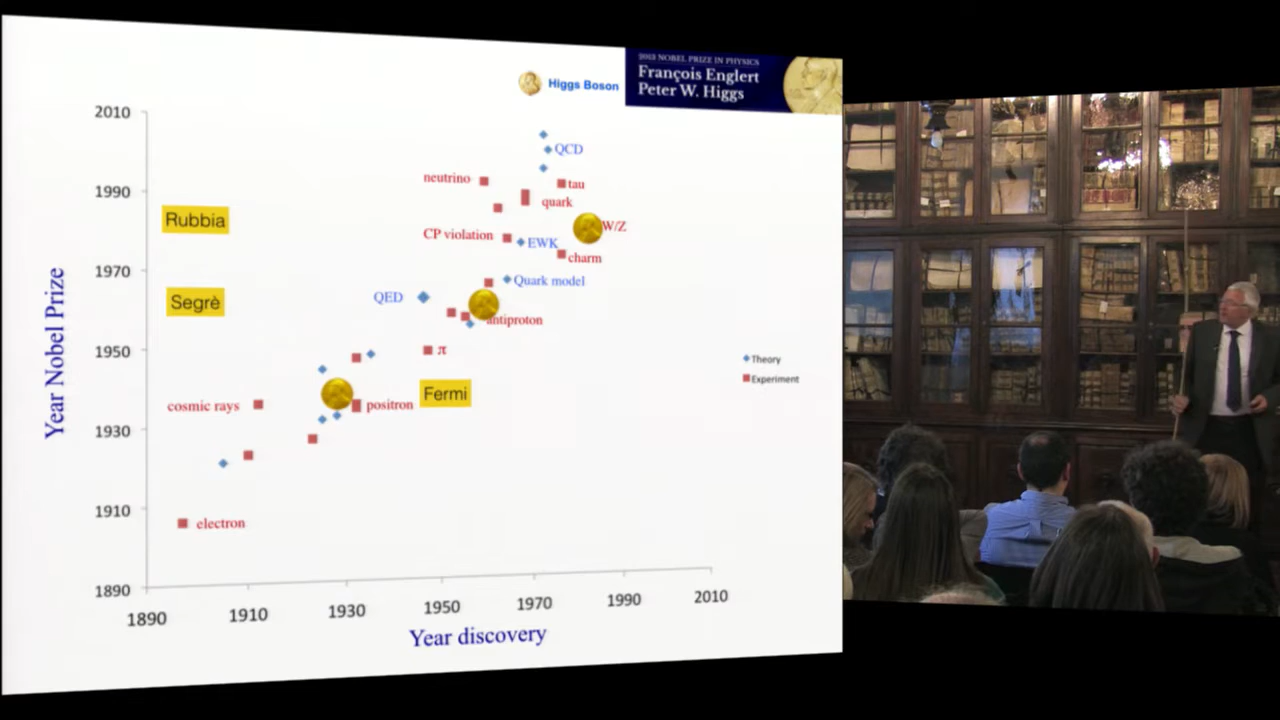 2013 NOBEL PRIZE IN PHYSICS
François Englert
Peter W. Higgs
Higgs Boson
2010
QCD
1990
neutrino
tau
quark
Rubbia
W/Z
CP violation
EWK
charm
1970
Quark model
Segrè
QED
antiproton
1950
π
Theory
Experiment
Fermi
cosmic rays
positron
1930
1910
electron
1890
Year Nobel Prize
1890
1910
1930
1950
1970
1990
2010
Year discovery